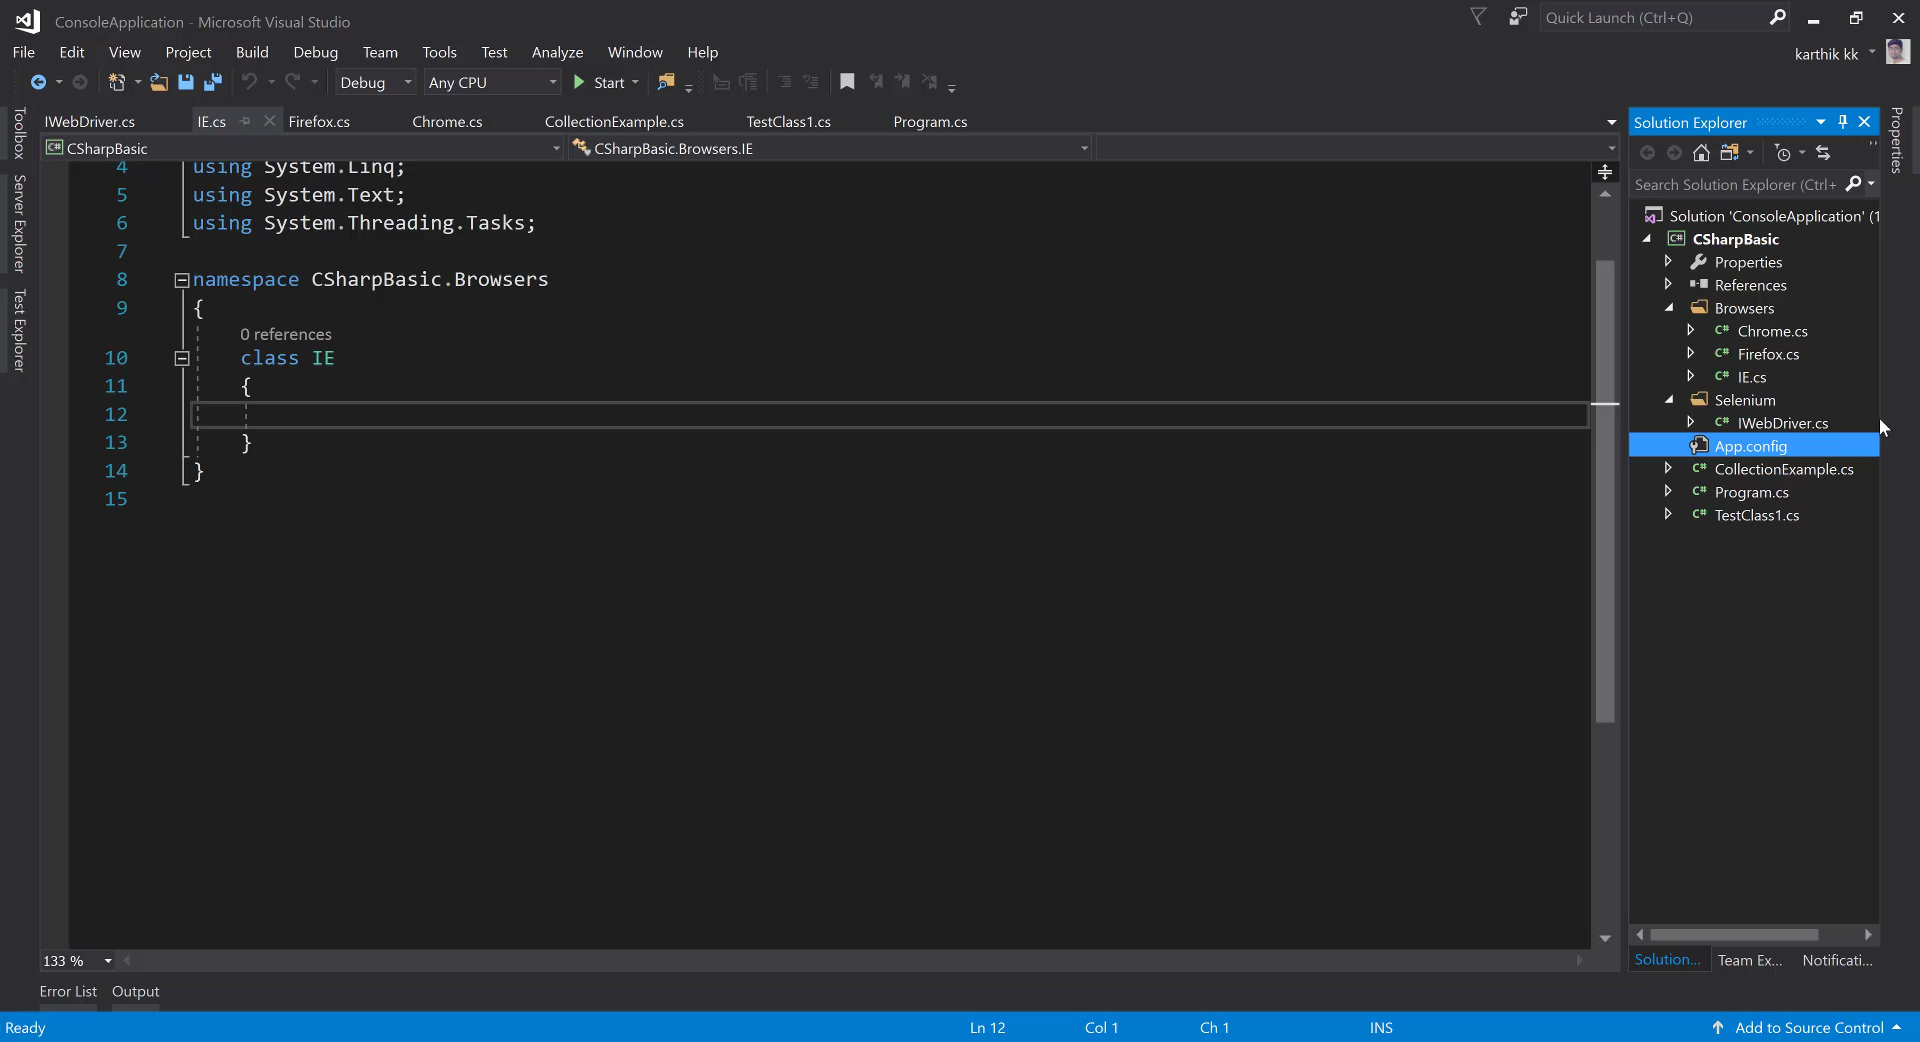 ConsoleApplication - Microsoft Visual Studio
Quick Launch (Ctrl+Q)
File Edit View Project Build Debug Team Tools Test Analyze Window Help
karthik kk
Debug Any CPU Start
Toolbox
Server Explorer
Test Explorer
IWebDriver.cs IE.cs Firefox.cs Chrome.cs CollectionExample.cs TestClass1.cs Program.cs
CSharpBasic CSharpBasic.Browsers.IE
4 using System.Linq;
5 using System.Text;
6 using System.Threading.Tasks;
7
8 namespace CSharpBasic.Browsers
9 {
0 references
10 class IE
11 {
12
13 }
14 }
15
133 %
Error List Output
Solution Explorer
Search Solution Explorer (Ctrl+
Solution 'ConsoleApplication' (1
C# CSharpBasic
Properties
References
Browsers
C# Chrome.cs
C# Firefox.cs
C# IE.cs
Selenium
C# IWebDriver.cs
App.config
C# CollectionExample.cs
C# Program.cs
C# TestClass1.cs
Solution... Team Ex... Notificati...
Properties
Ready Ln 12 Col 1 Ch 1 INS Add to Source Control